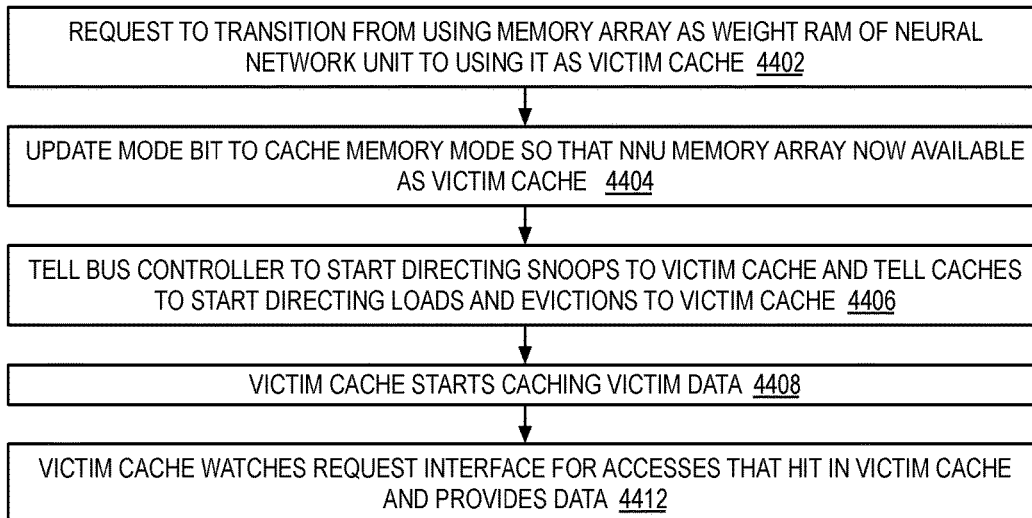 REQUEST TO TRANSITION FROM USING MEMORY ARRAY AS WEIGHT RAM OF NEURAL
NETWORK UNIT TO USING IT AS VICTIM CACHE 4402
UPDATE MODE BIT TO CACHE MEMORY MODE SO THAT NNU MEMORY ARRAY NOW AVAILABLE
AS VICTIM CACHE 4404
TELL BUS CONTROLLER TO START DIRECTING SNOOPS TO VICTIM CACHE AND TELL CACHES
TO START DIRECTING LOADS AND EVICTIONS TO VICTIM CACHE 4406
VICTIM CACHE STARTS CACHING VICTIM DATA 4408
VICTIM CACHE WATCHES REQUEST INTERFACE FOR ACCESSES THAT HIT IN VICTIM CACHE
AND PROVIDES DATA 4412